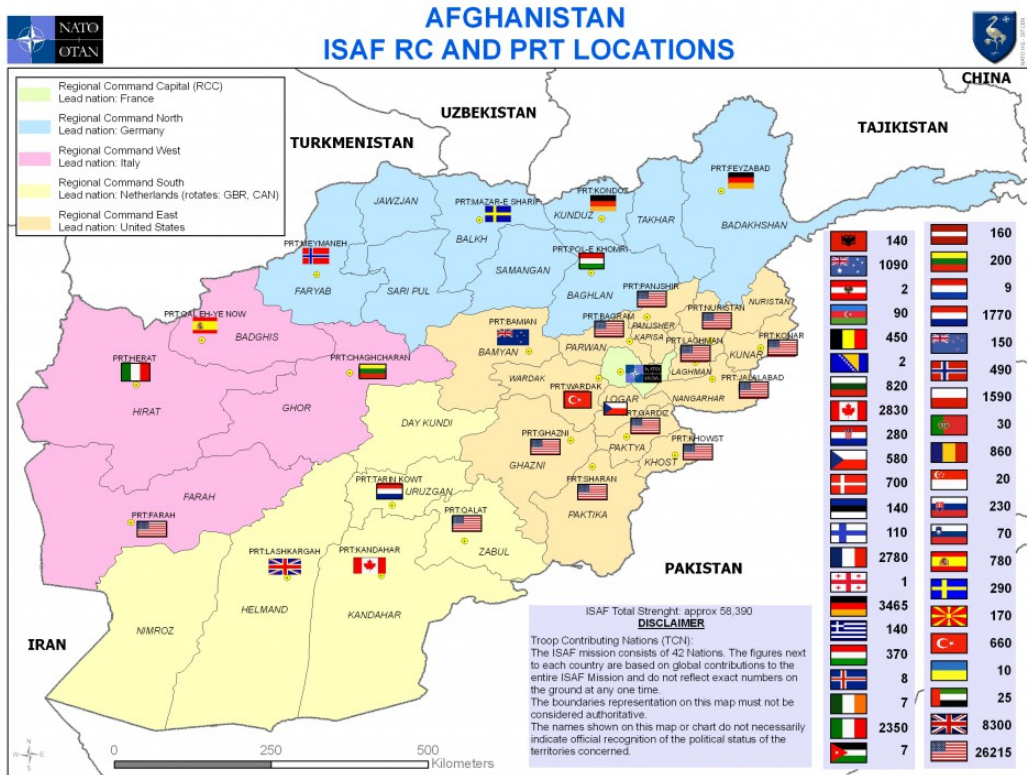 NATO
OTAN
AFGHANISTAN
ISAF RC AND PRT LOCATIONS
Regional Command Capital (RCC)
Lead nation: France
Regional Command North
Lead nation: Germany
Regional Command West
Lead nation: Italy
Regional Command South
Lead nation: Netherlands (rotates: GBR, CAN)
Regional Command East
Lead nation: United States
CHINA
UZBEKISTAN
TURKMENISTAN
TAJIKISTAN
PAKISTAN
IRAN
PRT:FEYZABAD
PRT:KONDOZ
PRT:MAZAR-E SHARIF
JAWZJAN
KUNDUZ
TAKHAR
BADAKHSHAN
BALKH
PRT:MEYMANEH
PRT:POL-E KHOMRI
SAMANGAN
FARYAB
SARI PUL
BAGHLAN
PRT:PANJSHIR
NURISTAN
PRT:QALEH-YE NOW
PRT:BAMIAN
PRT:BAGRAM
PRT:NURISTAN
BADGHIS
PANJSHER
KAPISA
PRT:KONAR
PRT:HERAT
PRT:CHAGHCHARAN
BAMYAN
PARWAN
PRT:LAGHMAN
KUNAR
LAGHMAN
WARDAK
PRT:JALALABAD
PRT:WARDAK
LOGAR
NANGARHAR
HIRAT
GHOR
DAY KUNDI
PRT:GARDIZ
PRT:GHAZNI
PAKTYA
PRT:KHOWST
GHAZNI
KHOST
PRT:TARIN KOWT
PRT:SHARAN
FARAH
URUZGAN
PRT:QALAT
PAKTIKA
PRT:FARAH
PRT:LASHKARGAH
PRT:KANDAHAR
ZABUL
HELMAND
KANDAHAR
NIMROZ
ISAF Total Strenght: approx 58,390
DISCLAIMER
Troop Contributing Nations (TCN):
The ISAF mission consists of 42 Nations. The figures next
to each country are based on global contributions to the
entire ISAF Mission and do not reflect exact numbers on
the ground at any one time.
The boundaries representation on this map must not be
considered authoritative.
The names shown on this map or chart do not necessarily
indicate official recognition of the political status of the
territories concerned.
140
1090
2
90
450
2
820
2830
280
580
700
140
110
2780
1
3465
140
370
8
7
2350
7
160
200
9
1770
150
490
1590
30
860
20
230
70
780
290
170
660
10
25
8300
26215
0
250
500
Kilometers